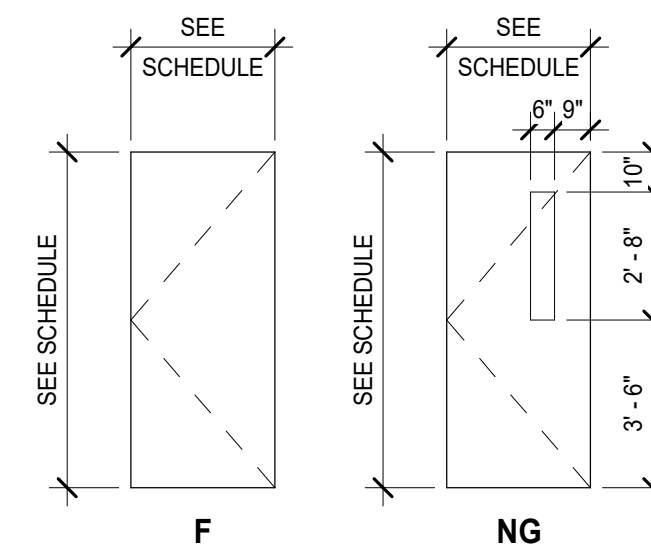 SEE
SCHEDULE
SEE SCHEDULE
F
SEE
SCHEDULE
6" 9"
SEE SCHEDULE
10"
2' - 8"
3' - 6"
NG